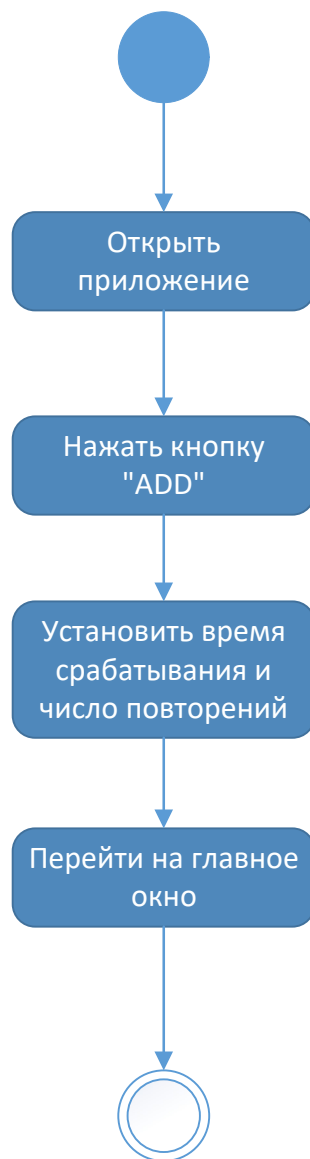 Открыть
приложение
Нажать кнопку
"ADD"
Установить время
срабатывания и
число повторений
Перейти на главное
окно